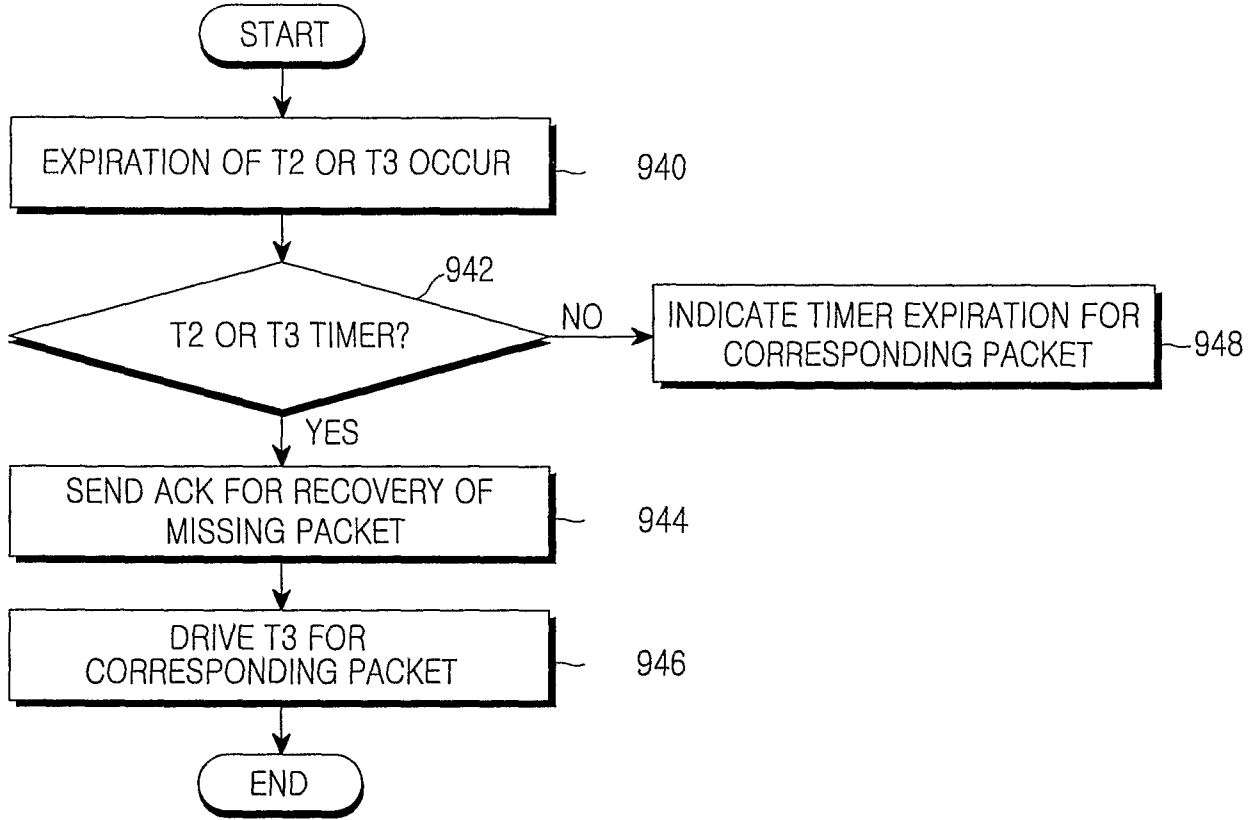 START
EXPIRATION OF T2 OR T3 OCCUR
940
942
T2 OR T3 TIMER?
NO
INDICATE TIMER EXPIRATION FOR
CORRESPONDING PACKET
948
YES
SEND ACK FOR RECOVERY OF
MISSING PACKET
944
DRIVE T3 FOR
CORRESPONDING PACKET
946
END